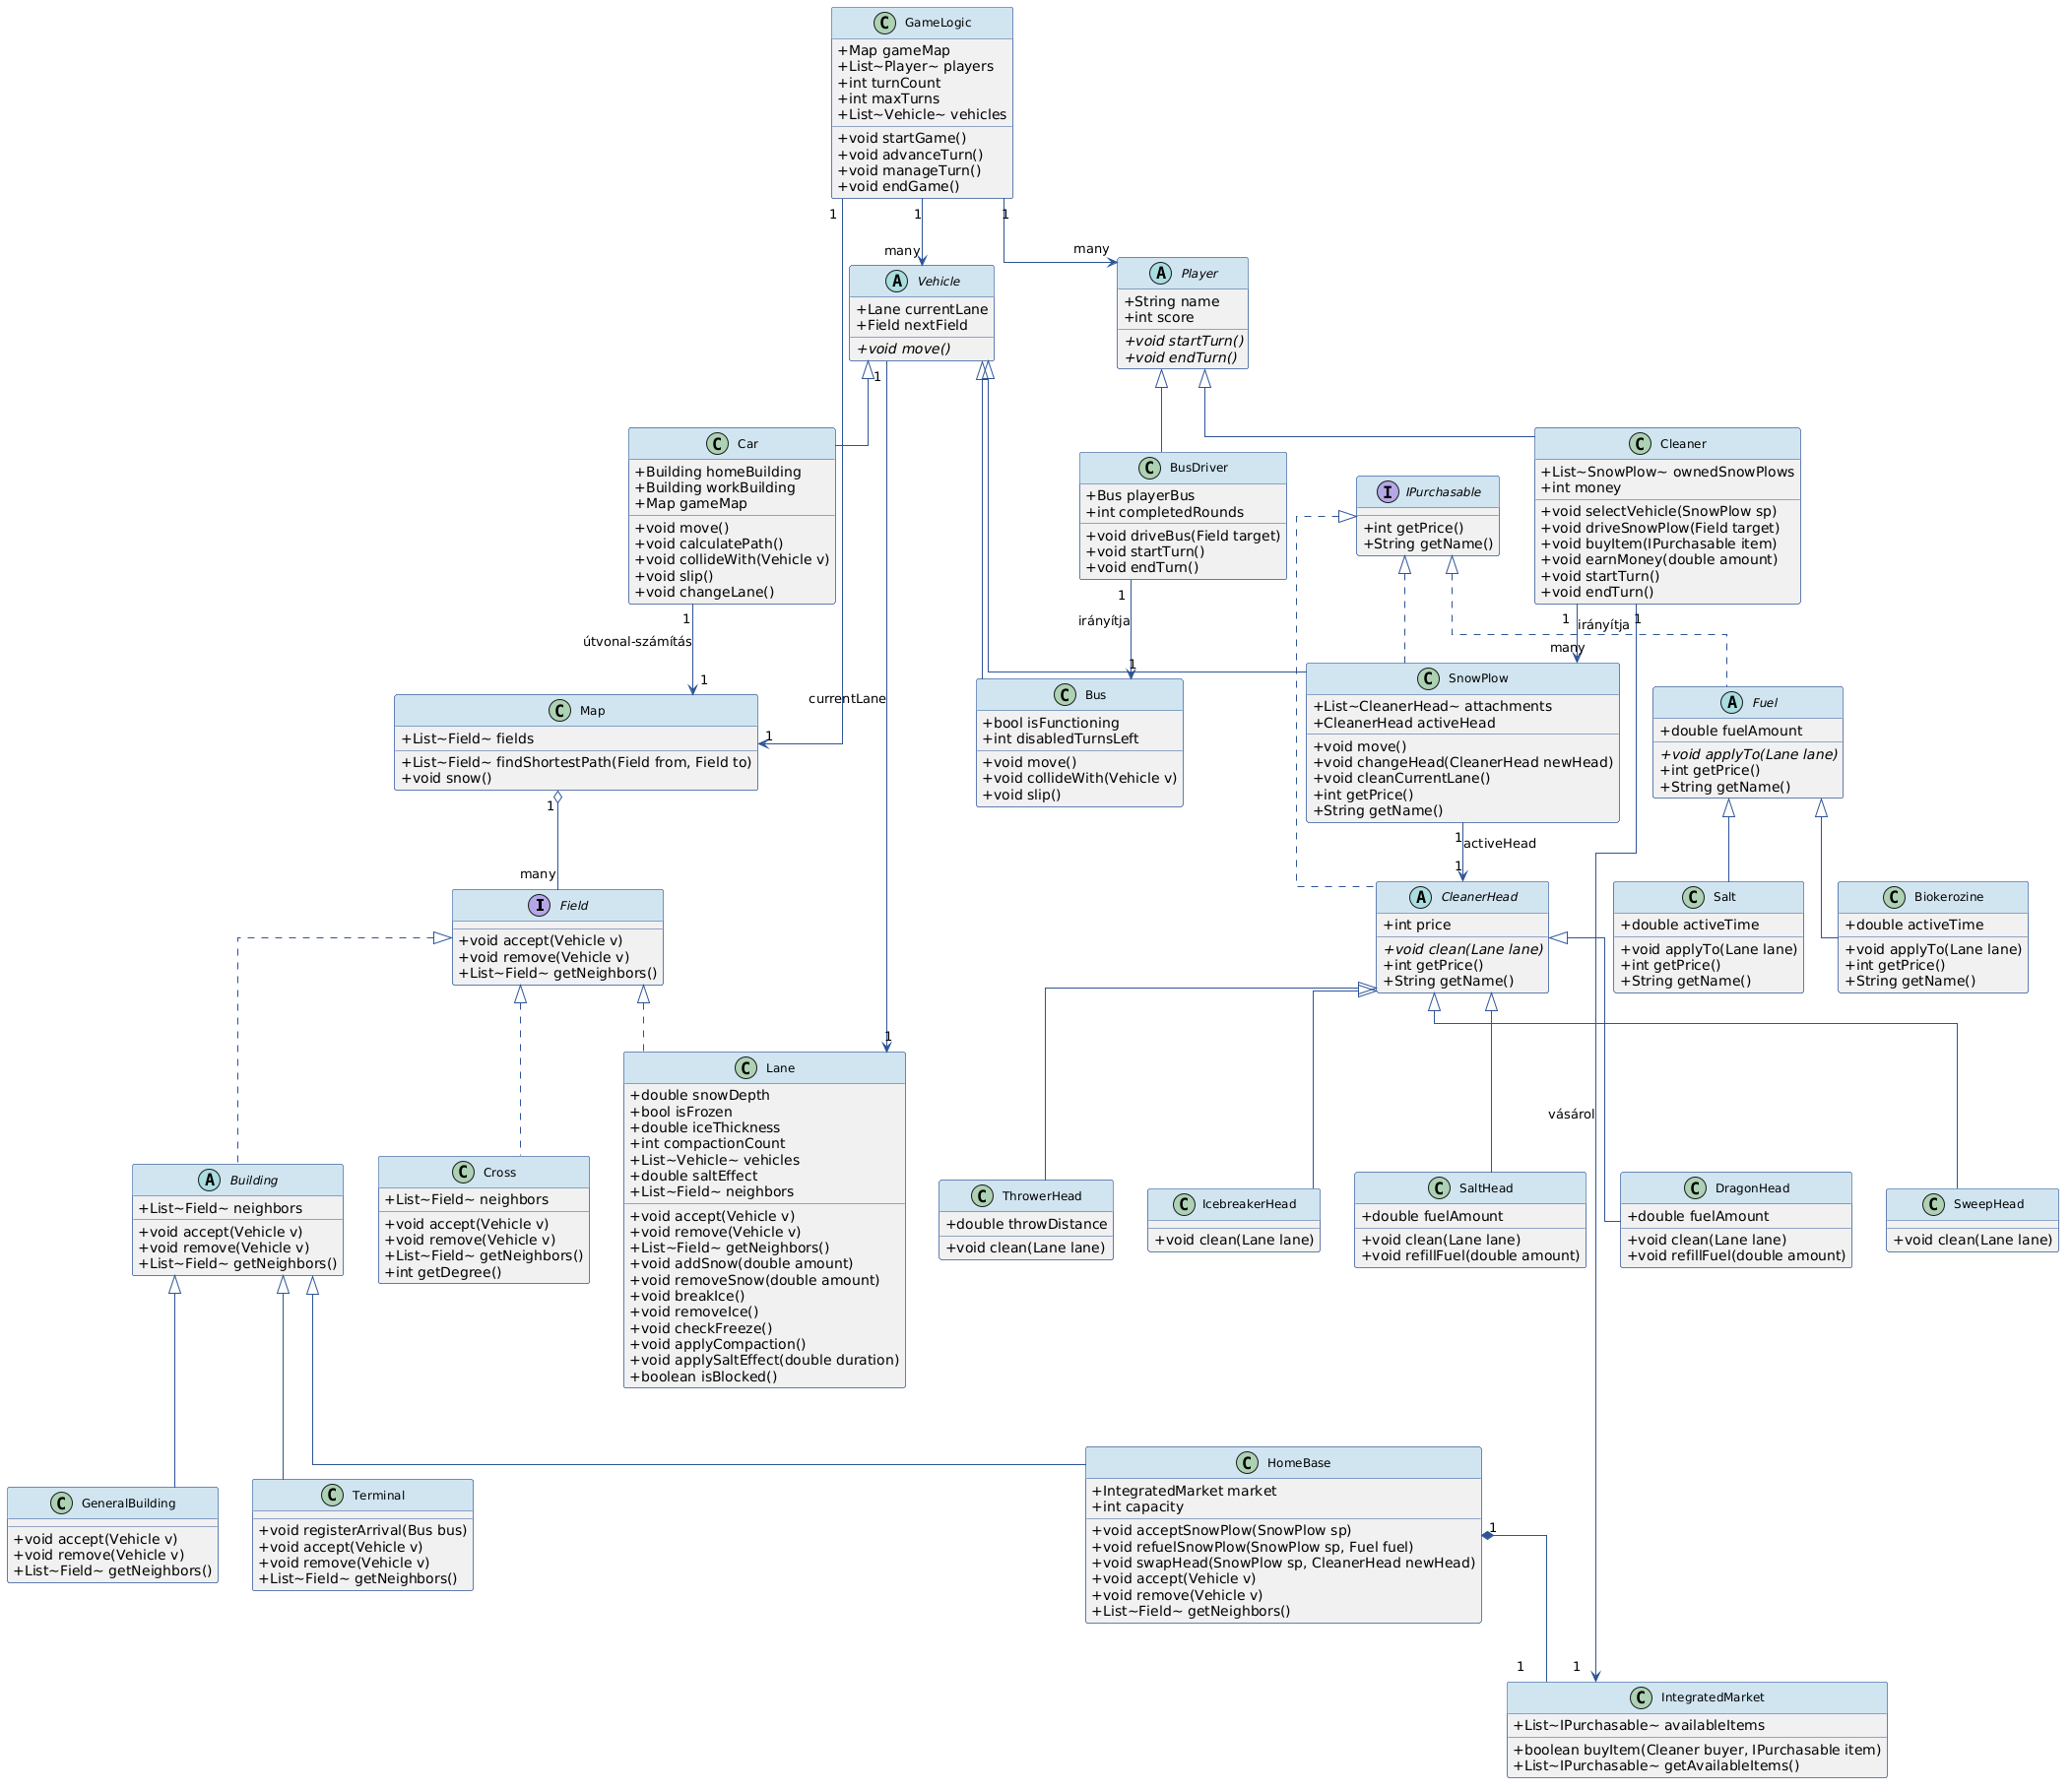 C GameLogic
+Map gameMap
+List~Player~ players
+int turnCount
+int maxTurns
+List~Vehicle~ vehicles
+void startGame()
+void advanceTurn()
+void manageTurn()
+void endGame()
1
1
1
many
many
A Vehicle
+Lane currentLane
+Field nextField
+void move()
A Player
+String name
+int score
+void startTurn()
+void endTurn()
1
C Car
+Building homeBuilding
+Building workBuilding
+Map gameMap
+void move()
+void calculatePath()
+void collideWith(Vehicle v)
+void slip()
+void changeLane()
C BusDriver
+Bus playerBus
+int completedRounds
+void driveBus(Field target)
+void startTurn()
+void endTurn()
I IPurchasable
+int getPrice()
+String getName()
C Cleaner
+List~SnowPlow~ ownedSnowPlows
+int money
+void selectVehicle(SnowPlow sp)
+void driveSnowPlow(Field target)
+void buyItem(IPurchasable item)
+void earnMoney(double amount)
+void startTurn()
+void endTurn()
1
útvonal-számítás
1
1
irányítja
1
1
irányítja
1
many
currentLane
1
C Map
+List~Field~ fields
+List~Field~ findShortestPath(Field from, Field to)
+void snow()
C Bus
+bool isFunctioning
+int disabledTurnsLeft
+void move()
+void collideWith(Vehicle v)
+void slip()
C SnowPlow
+List~CleanerHead~ attachments
+CleanerHead activeHead
+void move()
+void changeHead(CleanerHead newHead)
+void cleanCurrentLane()
+int getPrice()
+String getName()
A Fuel
+double fuelAmount
+void applyTo(Lane lane)
+int getPrice()
+String getName()
1
many
1
activeHead
1
I Field
+void accept(Vehicle v)
+void remove(Vehicle v)
+List~Field~ getNeighbors()
A CleanerHead
+int price
+void clean(Lane lane)
+int getPrice()
+String getName()
C Salt
+double activeTime
+void applyTo(Lane lane)
+int getPrice()
+String getName()
C Biokerozine
+double activeTime
+void applyTo(Lane lane)
+int getPrice()
+String getName()
1
vásárol
A Building
+List~Field~ neighbors
+void accept(Vehicle v)
+void remove(Vehicle v)
+List~Field~ getNeighbors()
C Cross
+List~Field~ neighbors
+void accept(Vehicle v)
+void remove(Vehicle v)
+List~Field~ getNeighbors()
+int getDegree()
C Lane
+double snowDepth
+bool isFrozen
+double iceThickness
+int compactionCount
+List~Vehicle~ vehicles
+double saltEffect
+List~Field~ neighbors
+void accept(Vehicle v)
+void remove(Vehicle v)
+List~Field~ getNeighbors()
+void addSnow(double amount)
+void removeSnow(double amount)
+void breakIce()
+void removeIce()
+void checkFreeze()
+void applyCompaction()
+void applySaltEffect(double duration)
+boolean isBlocked()
C ThrowerHead
+double throwDistance
+void clean(Lane lane)
C IcebreakerHead
+void clean(Lane lane)
C SaltHead
+double fuelAmount
+void clean(Lane lane)
+void refillFuel(double amount)
C DragonHead
+double fuelAmount
+void clean(Lane lane)
+void refillFuel(double amount)
C SweepHead
+void clean(Lane lane)
C GeneralBuilding
+void accept(Vehicle v)
+void remove(Vehicle v)
+List~Field~ getNeighbors()
C Terminal
+void registerArrival(Bus bus)
+void accept(Vehicle v)
+void remove(Vehicle v)
+List~Field~ getNeighbors()
C HomeBase
+IntegratedMarket market
+int capacity
+void acceptSnowPlow(SnowPlow sp)
+void refuelSnowPlow(SnowPlow sp, Fuel fuel)
+void swapHead(SnowPlow sp, CleanerHead newHead)
+void accept(Vehicle v)
+void remove(Vehicle v)
+List~Field~ getNeighbors()
1
1
1
C IntegratedMarket
+List~IPurchasable~ availableItems
+boolean buyItem(Cleaner buyer, IPurchasable item)
+List~IPurchasable~ getAvailableItems()